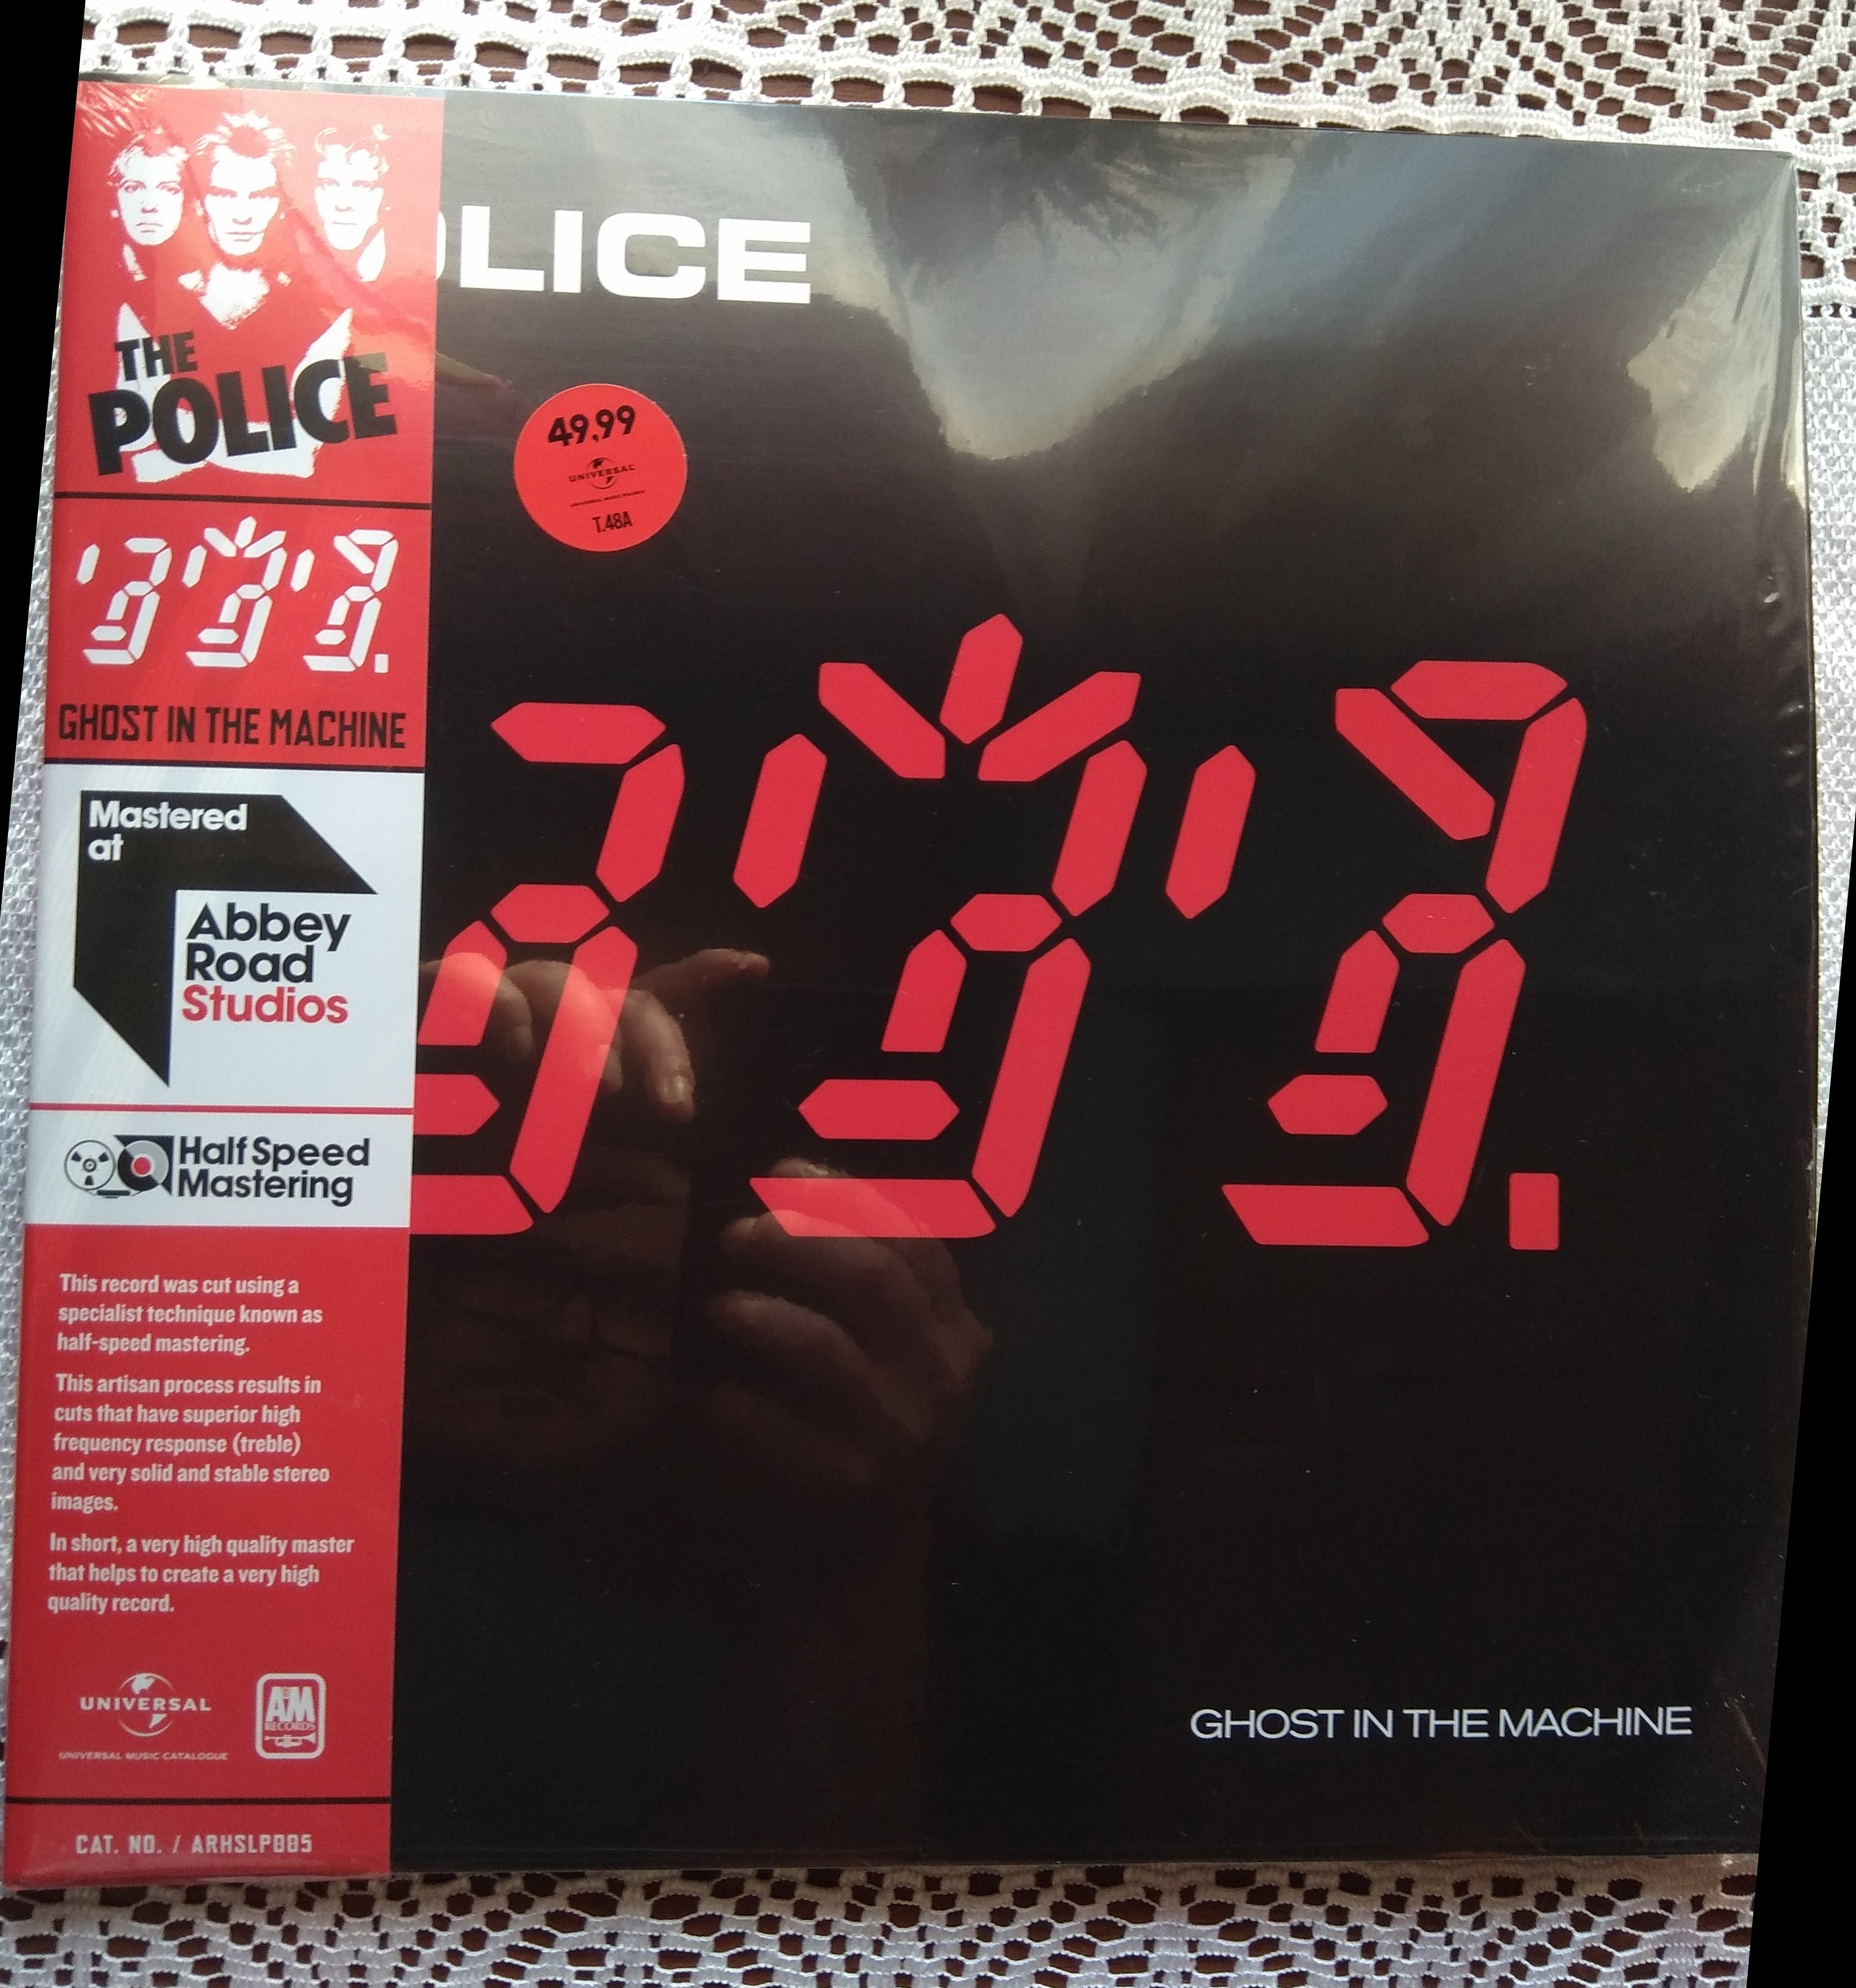 THE
POLICE
GHOST IN THE MACHINE
Mastered
at
Abbey
Road
Studios
Half Speed
Mastering
This record was cut using a
specialist technique known as
half-speed mastering.
This artisan process results in
cuts that have superior high
frequency response (treble)
and very solid and stable stereo
images.
In short, a very high quality master
that helps to create a very high
quality record.
UNIVERSAL
UNIVERSAL MUSIC CATALOGUE
A&M
RECORDS
CAT. NO. / ARHSLP005
OLICE
49,99
UNIVERSAL
T.48A
GHOST IN THE MACHINE